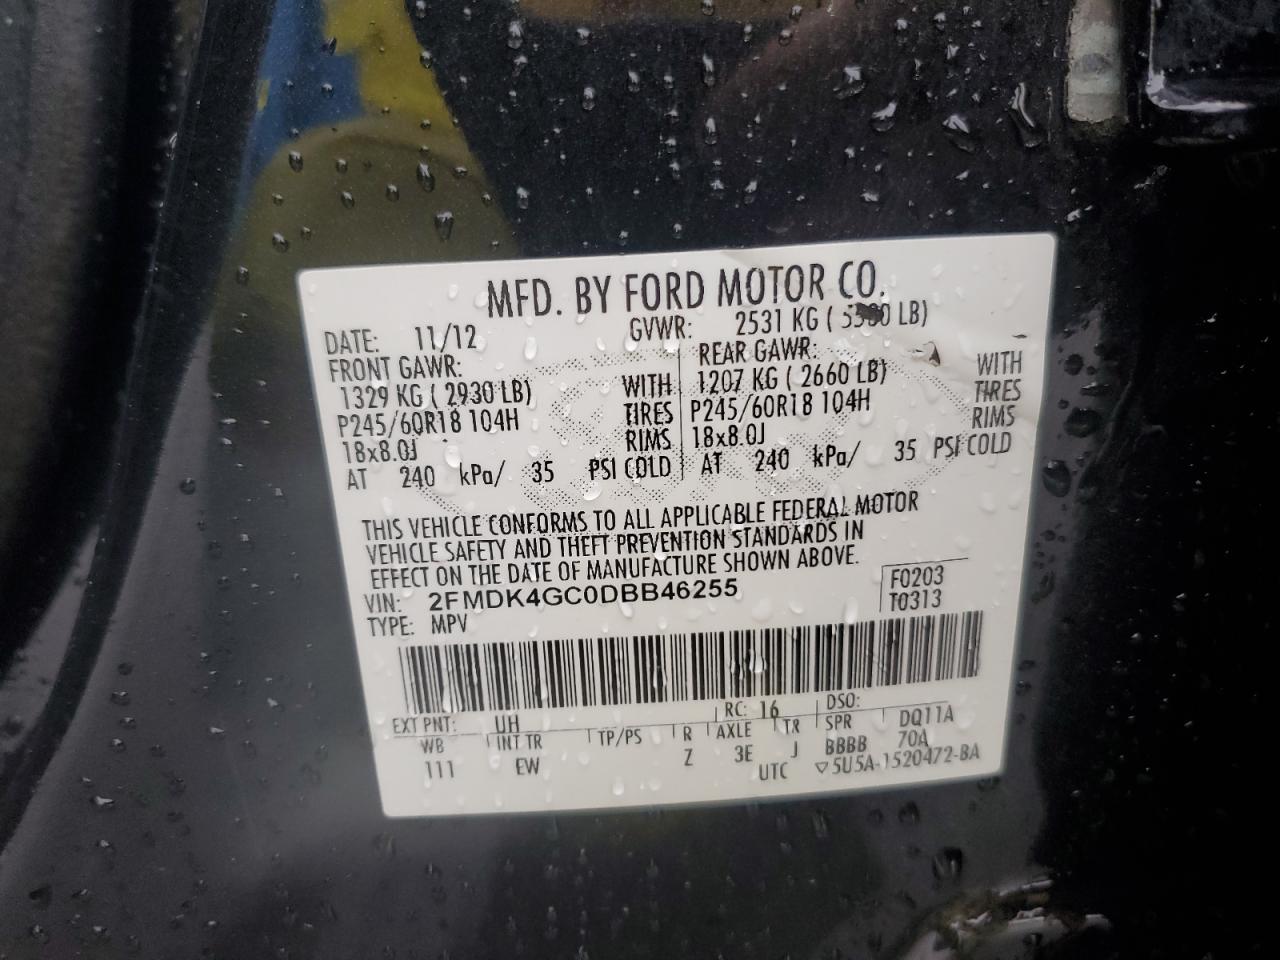 MFD. BY FORD MOTOR CO.
DATE: 11/12 GVWR: 2531 KG ( LB)
FRONT GAWR: REAR GAWR:
1329 KG ( 2930 LB) WITH 1207 KG ( 2660 LB) WITH
P245/60R18 104H TIRES P245/60R18 104H TIRES
18x8.0J RIMS 18x8.0J RIMS
AT 240 kPa/ 35 PSI COLD AT 240 kPa/ 35 PSI COLD
THIS VEHICLE CONFORMS TO ALL APPLICABLE FEDERAL MOTOR
VEHICLE SAFETY AND THEFT PREVENTION STANDARDS IN
EFFECT ON THE DATE OF MANUFACTURE SHOWN ABOVE.
VIN: 2FMDK4GC0DBB46255 F0203
TYPE: MPV T0313
EXT PNT: UH RC: 16 DSO:
WB INT TR TP/PS R AXLE TR SPR DQ11A
111 EW Z 3E J BBBB 70A
UTC ▽5U5A-1520472-BA